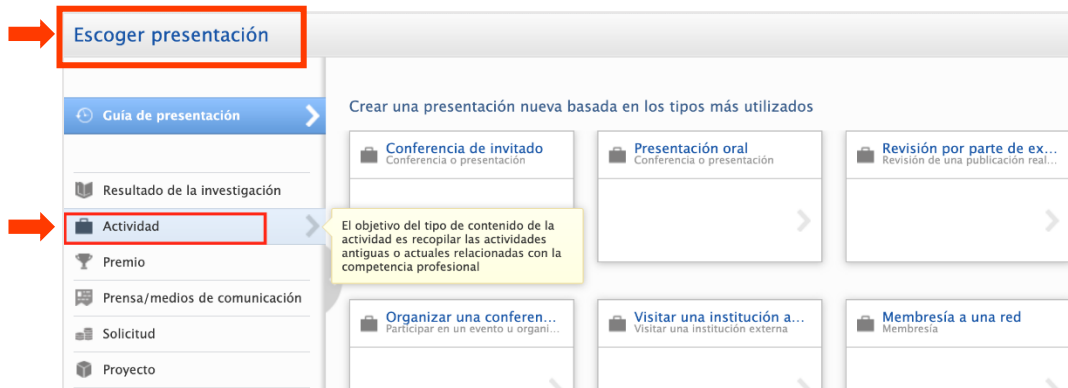 Escoger presentación
Guía de presentación
Resultado de la investigación
Actividad
Premio
Prensa/medios de comunicación
Solicitud
Proyecto
Crear una presentación nueva basada en los tipos más utilizados
Conferencia de invitado
Conferencia o presentación
Presentación oral
Conferencia o presentación
Revisión por parte de ex...
Revisión de una publicación real...
El objetivo del tipo de contenido de la
actividad es recopilar las actividades
antiguas o actuales relacionadas con la
competencia profesional
Organizar una conferen...
Participar en un evento u organi...
Visitar una institución a...
Visitar una institución externa
Membresía a una red
Membresía